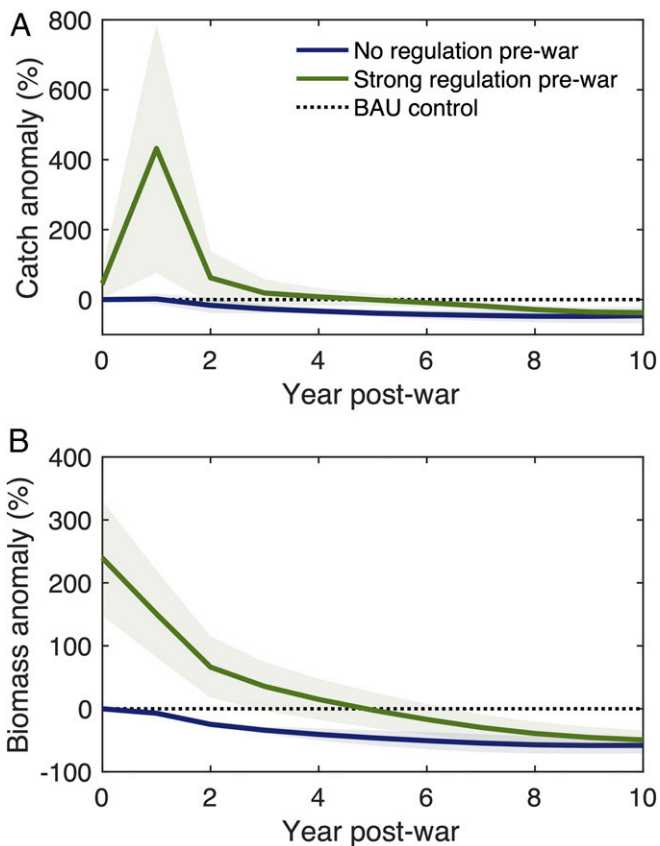 A
800
600
400
200
0
Catch anomaly (%)
No regulation pre-war
Strong regulation pre-war
BAU control
0 2 4 6 8 10
Year post-war
B
400
300
200
100
0
-100
Biomass anomaly (%)
0 2 4 6 8 10
Year post-war